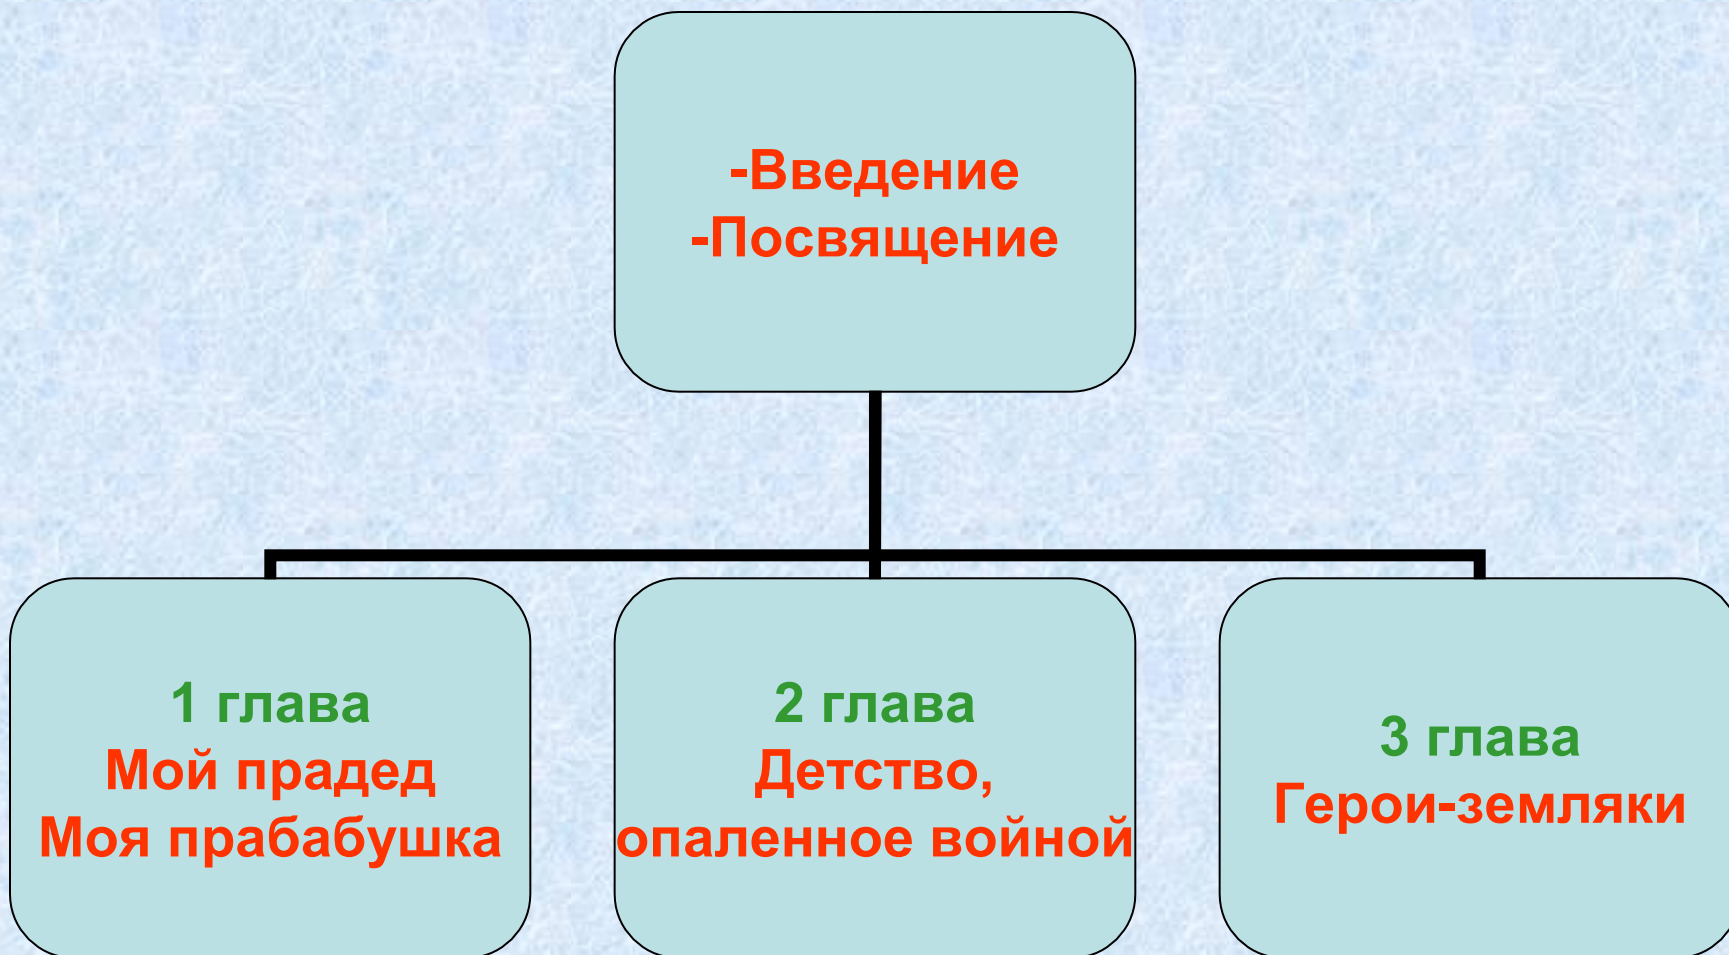 -Введение
-Посвящение
1 глава
Мой прадед
Моя прабабушка
2 глава
Детство,
опаленное войной
3 глава
Герои-земляки